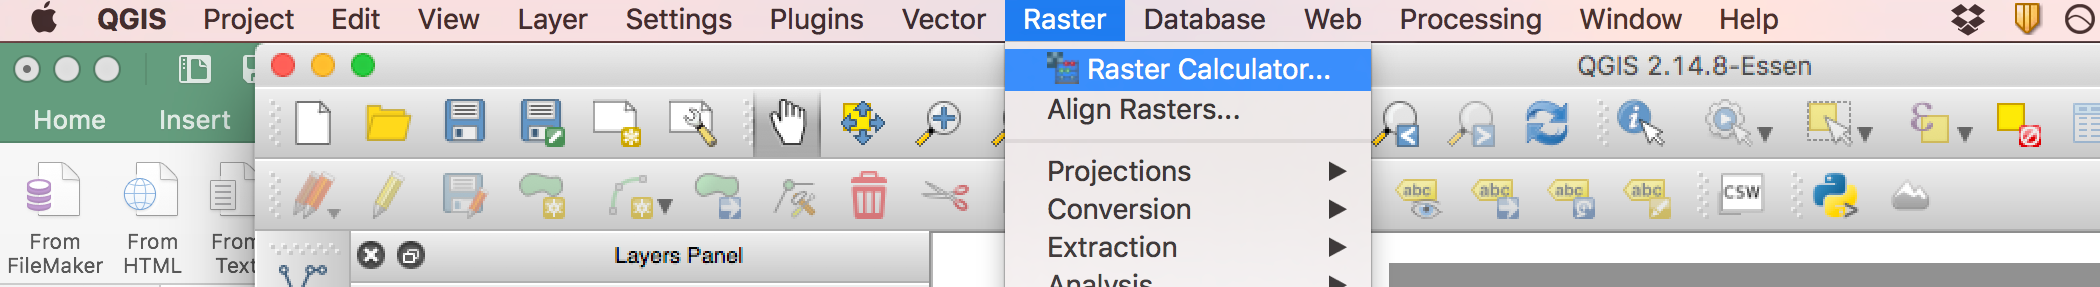 QGIS Project Edit View Layer Settings Plugins Vector Raster Database Web Processing Window Help
QGIS 2.14.8-Essen
Home Insert
Raster Calculator...
Align Rasters...
Projections
Conversion
Extraction
Analysis
abc abc abc abc CSW
From FileMaker
From HTML
From Text
Layers Panel